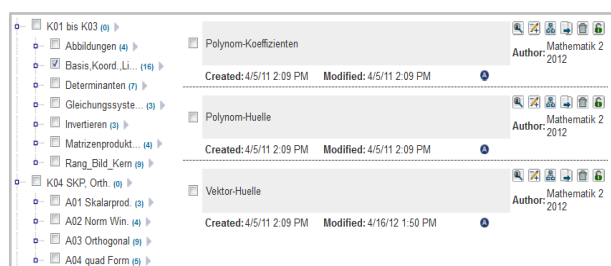 K01 bis K03 (0)
Abbildungen (4)
Basis,Koord.,Li... (16)
Determinanten (7)
Gleichungssyste... (3)
Invertieren (3)
Matrizenprodukt... (4)
Rang_Bild_Kern (9)
K04 SKP, Orth. (0)
A01 Skalarprod. (3)
A02 Norm Win. (4)
A03 Orthogonal (9)
A04 quad Form (5)
Polynom-Koeffizienten
Author: Mathematik 2
2012
Created: 4/5/11 2:09 PM Modified: 4/5/11 2:09 PM A
Polynom-Huelle
Author: Mathematik 2
2012
Created: 4/5/11 2:09 PM Modified: 4/5/11 2:09 PM A
Vektor-Huelle
Author: Mathematik 2
2012
Created: 4/5/11 2:09 PM Modified: 4/16/12 1:50 PM A